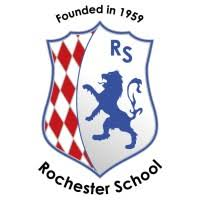 Founded in 1959
RS
Rochester School